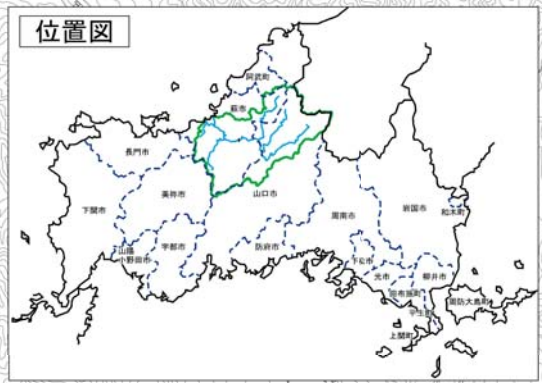 位置図
阿武町
萩市
長門市
美祢市
山口市
下関市
周南市
岩国市
和木町
山陽
小野田市
宇部市
防府市
下松市
光市
柳井市
田布施町
周防大島町
平生町
上関町